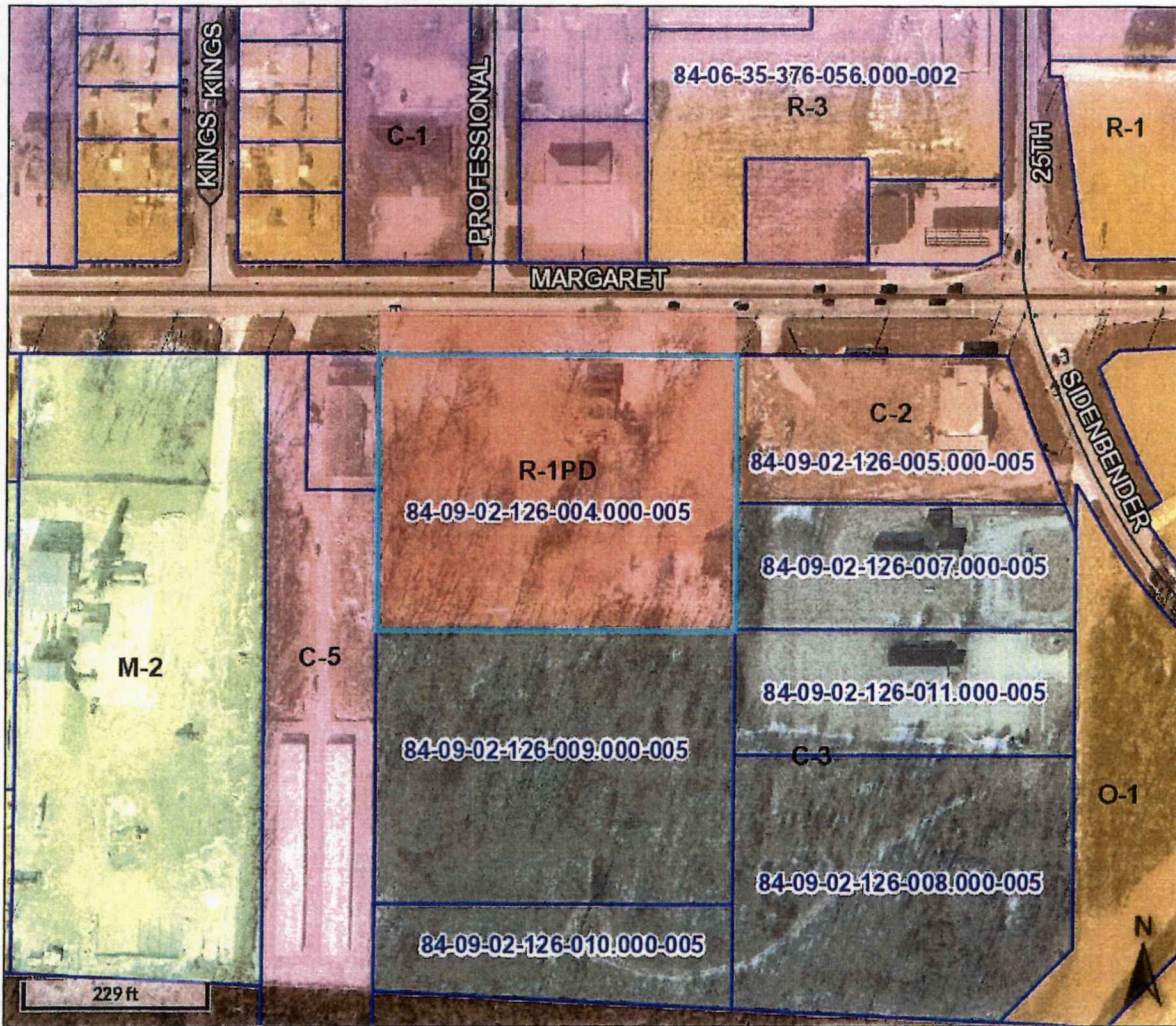 KINGS KINGS
PROFESSIONAL
84-06-35-376-056.000-002
R-3
25TH
R-1
C-1
MARGARET
SIDENBENDER
C-2
84-09-02-126-005.000-005
R-1PD
84-09-02-126-004.000-005
84-09-02-126-007.000-005
M-2
C-5
84-09-02-126-011.000-005
84-09-02-126-009.000-005
C-3
O-1
84-09-02-126-008.000-005
84-09-02-126-010.000-005
N
229 ft